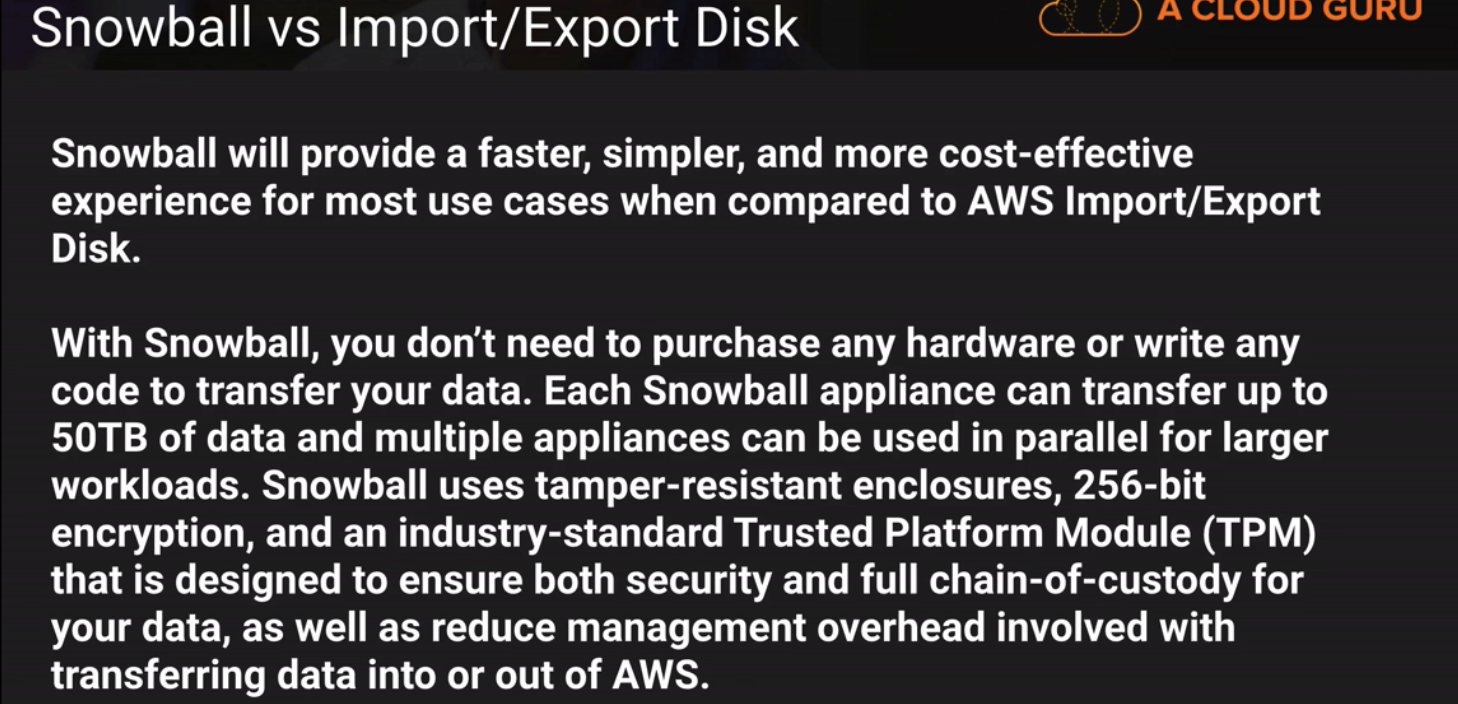 Snowball vs Import/Export Disk
A CLOUD GURU
Snowball will provide a faster, simpler, and more cost-effective
experience for most use cases when compared to AWS Import/Export
Disk.
With Snowball, you don’t need to purchase any hardware or write any
code to transfer your data. Each Snowball appliance can transfer up to
50TB of data and multiple appliances can be used in parallel for larger
workloads. Snowball uses tamper-resistant enclosures, 256-bit
encryption, and an industry-standard Trusted Platform Module (TPM)
that is designed to ensure both security and full chain-of-custody for
your data, as well as reduce management overhead involved with
transferring data into or out of AWS.